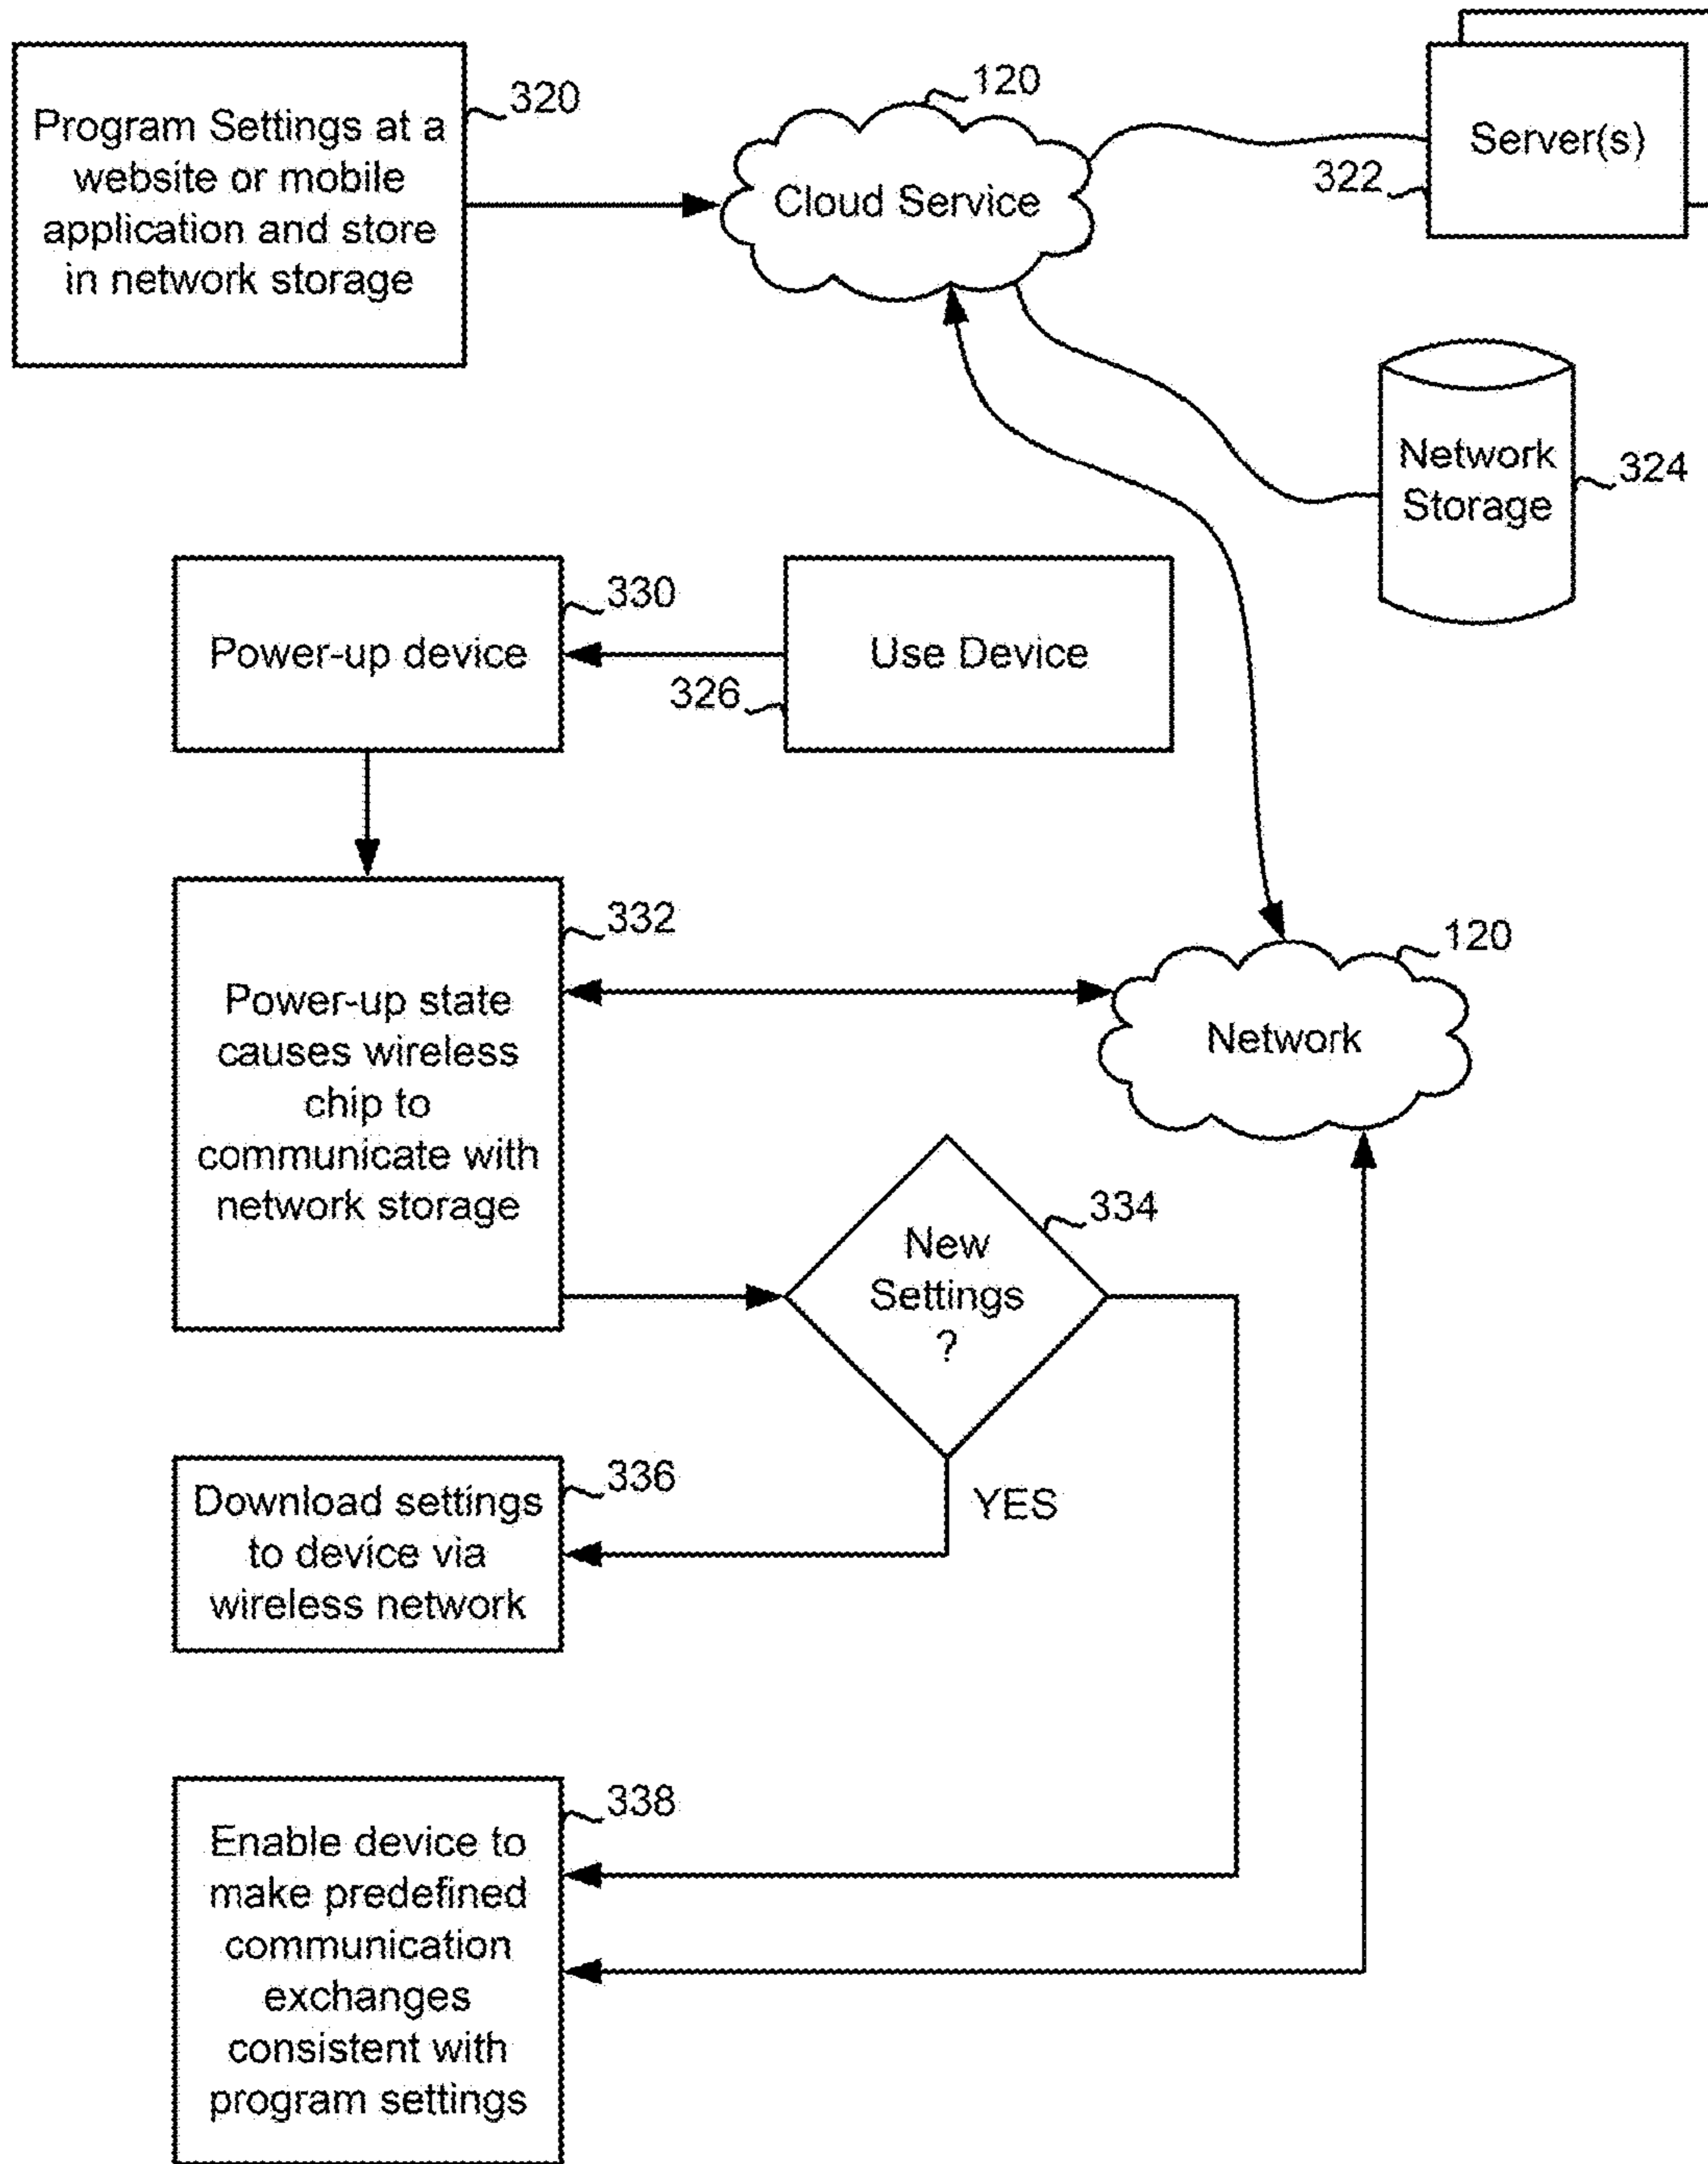 Program Settings at a
website or mobile
application and store
in network storage
320
120
Cloud Service
Server(s)
322
Network
Storage
324
330
Power-up device
Use Device
326
332
Power-up state
causes wireless
chip to
communicate with
network storage
120
Network
334
New
Settings
?
YES
336
Download settings
to device via
wireless network
338
Enable device to
make predefined
communication
exchanges
consistent with
program settings